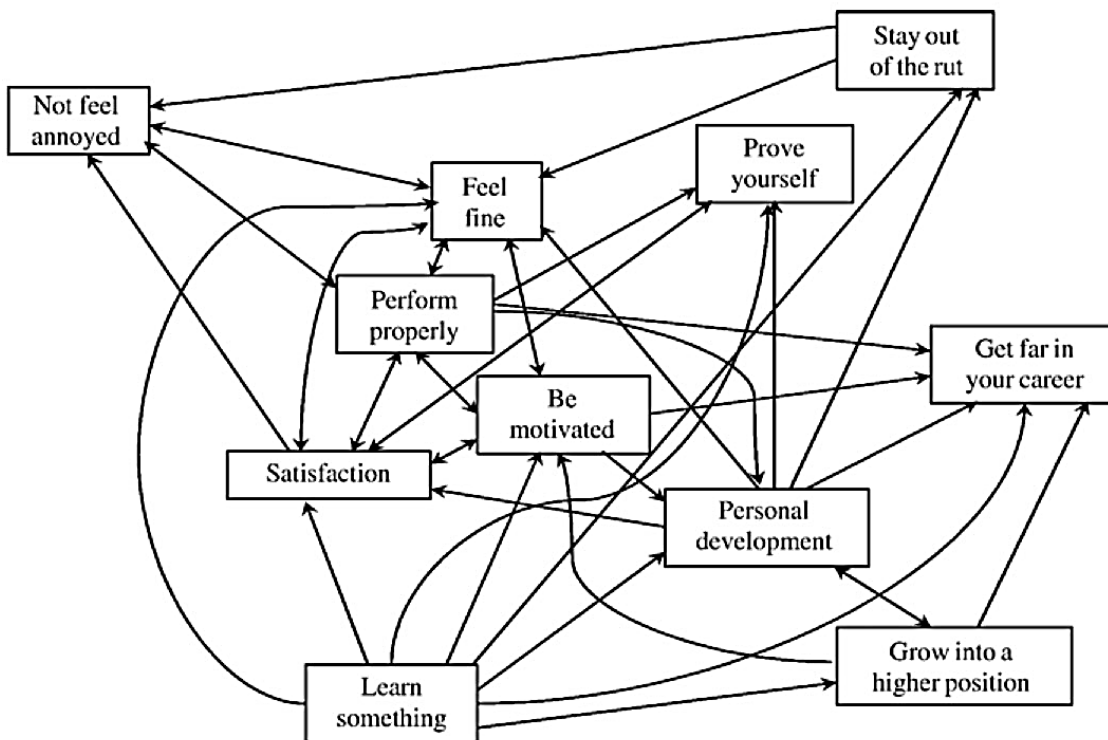 Stay out
of the rut
Not feel
annoyed
Prove
yourself
Feel
fine
Perform
properly
Get far in
your career
Be
motivated
Satisfaction
Personal
development
Grow into a
higher position
Learn
something